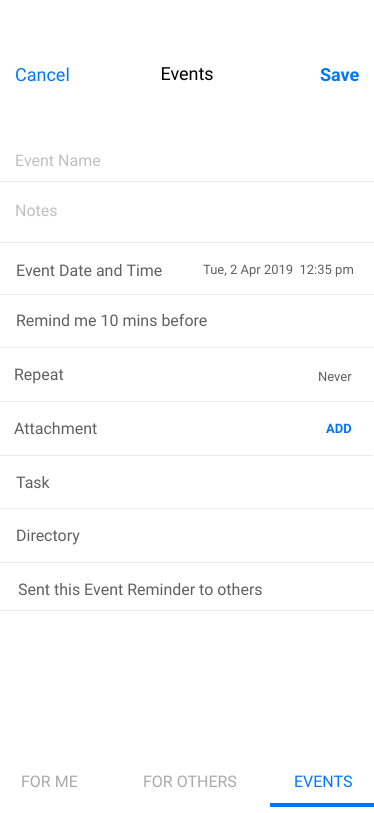 Cancel Events Save
Event Name
Notes
Event Date and Time Tue, 2 Apr 2019 12:35 pm
Remind me 10 mins before
Repeat Never
Attachment ADD
Task
Directory
Sent this Event Reminder to others
FOR ME FOR OTHERS EVENTS